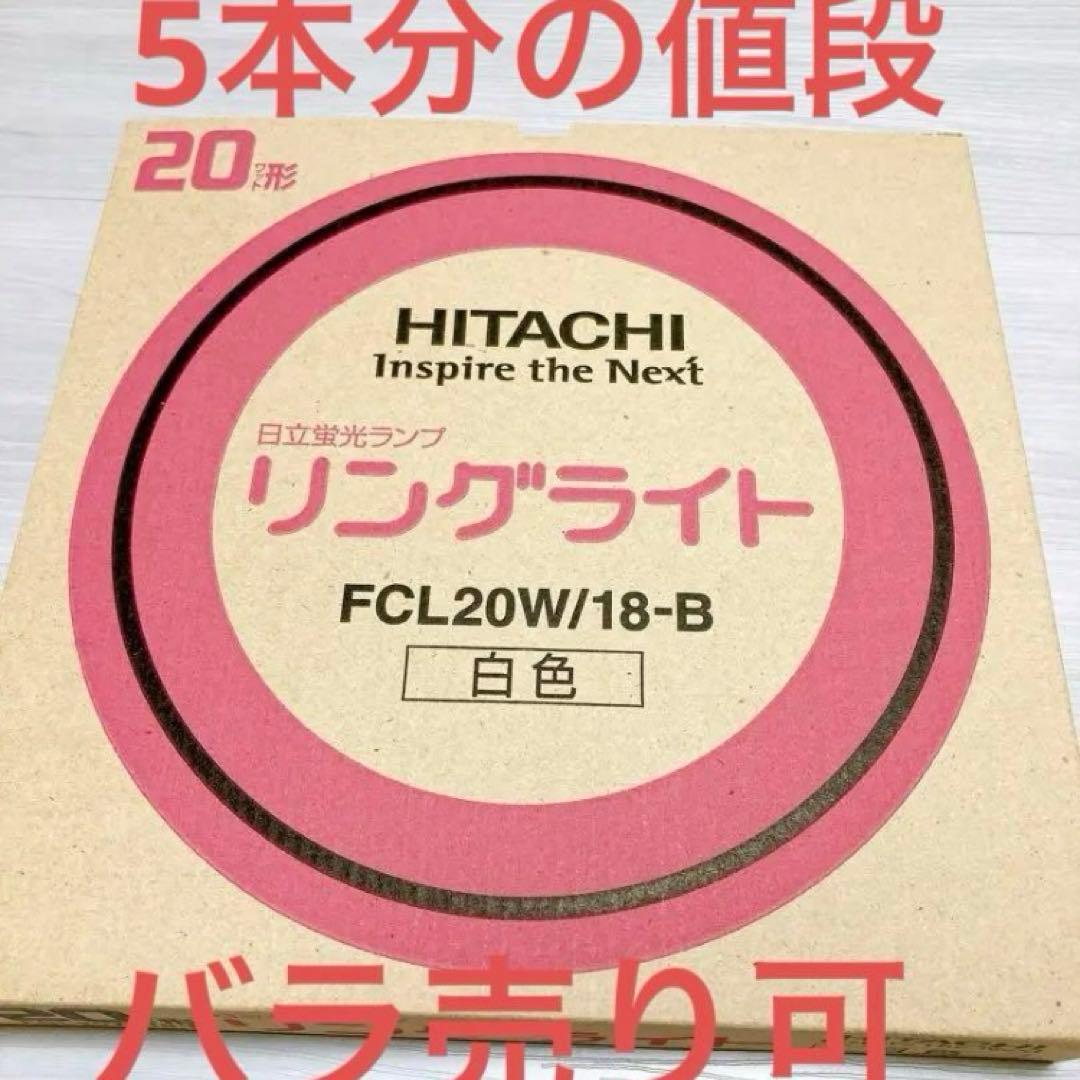 5本分の値段
20ワット形
HITACHI
Inspire the Next
日立蛍光ランプ
リングライト
FCL20W/18-B
白色
バラ売り可